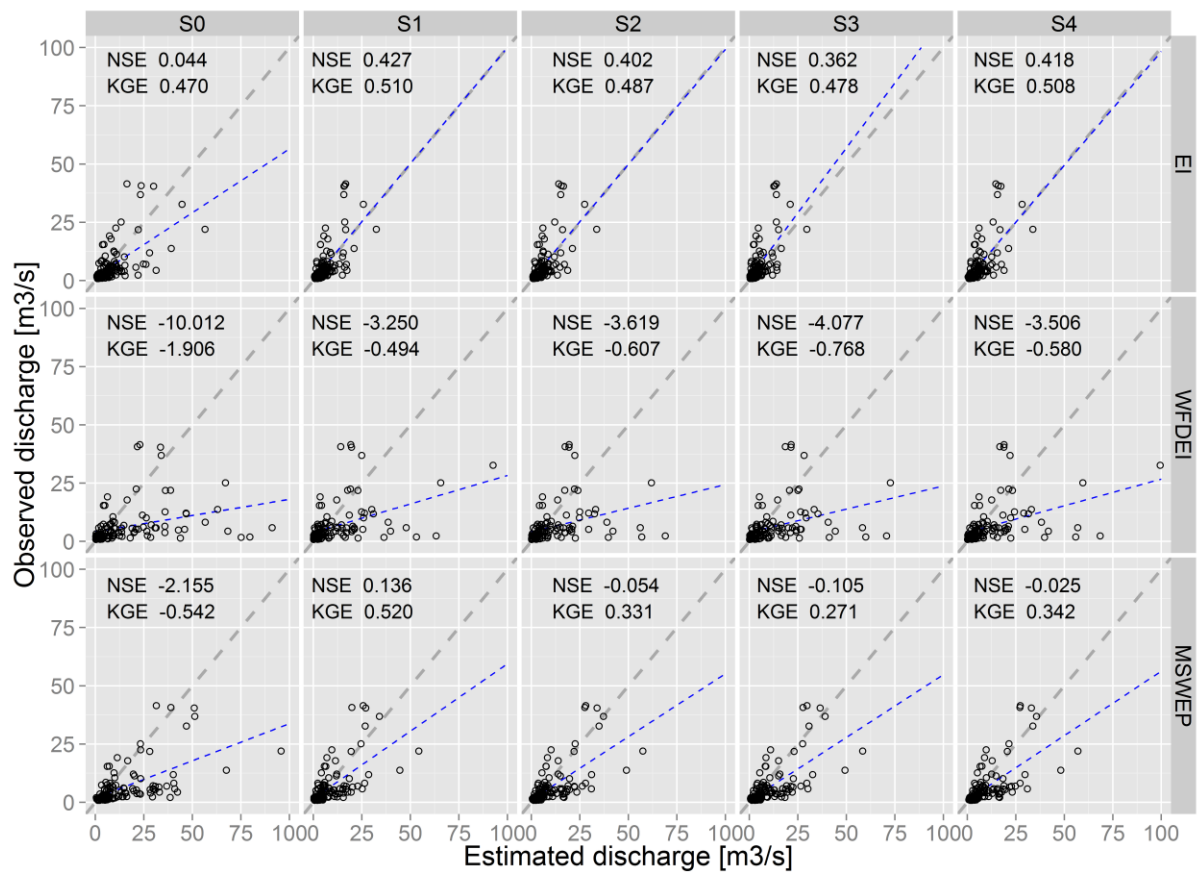 S0 S1 S2 S3 S4
100 NSE 0.044 NSE 0.427 NSE 0.402 NSE 0.362 NSE 0.418
KGE 0.470 KGE 0.510 KGE 0.487 KGE 0.478 KGE 0.508
75
50
25
0
EI
100 NSE -10.012 NSE -3.250 NSE -3.619 NSE -4.077 NSE -3.506
KGE -1.906 KGE -0.494 KGE -0.607 KGE -0.768 KGE -0.580
75
50
25
0
WFDEI
100 NSE -2.155 NSE 0.136 NSE -0.054 NSE -0.105 NSE -0.025
KGE -0.542 KGE 0.520 KGE 0.331 KGE 0.271 KGE 0.342
75
50
25
0
MSWEP
Observed discharge [m3/s]
0 25 50 75 100 0 25 50 75 100 0 25 50 75 100 0 25 50 75 100 0 25 50 75 100
Estimated discharge [m3/s]